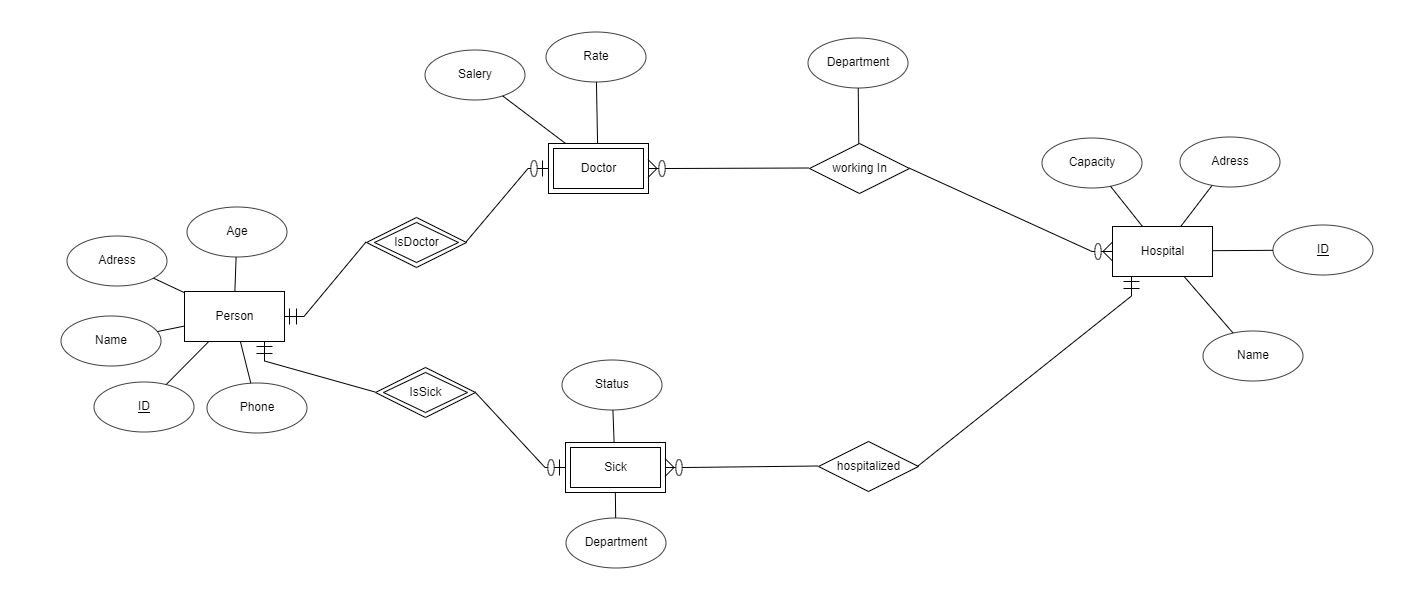 Rate
Department
Salery
Capacity
Adress
Doctor
working In
Age
IsDoctor
Adress
Hospital
ID
Person
Name
Name
IsSick
Status
ID
Phone
Sick
hospitalized
Department